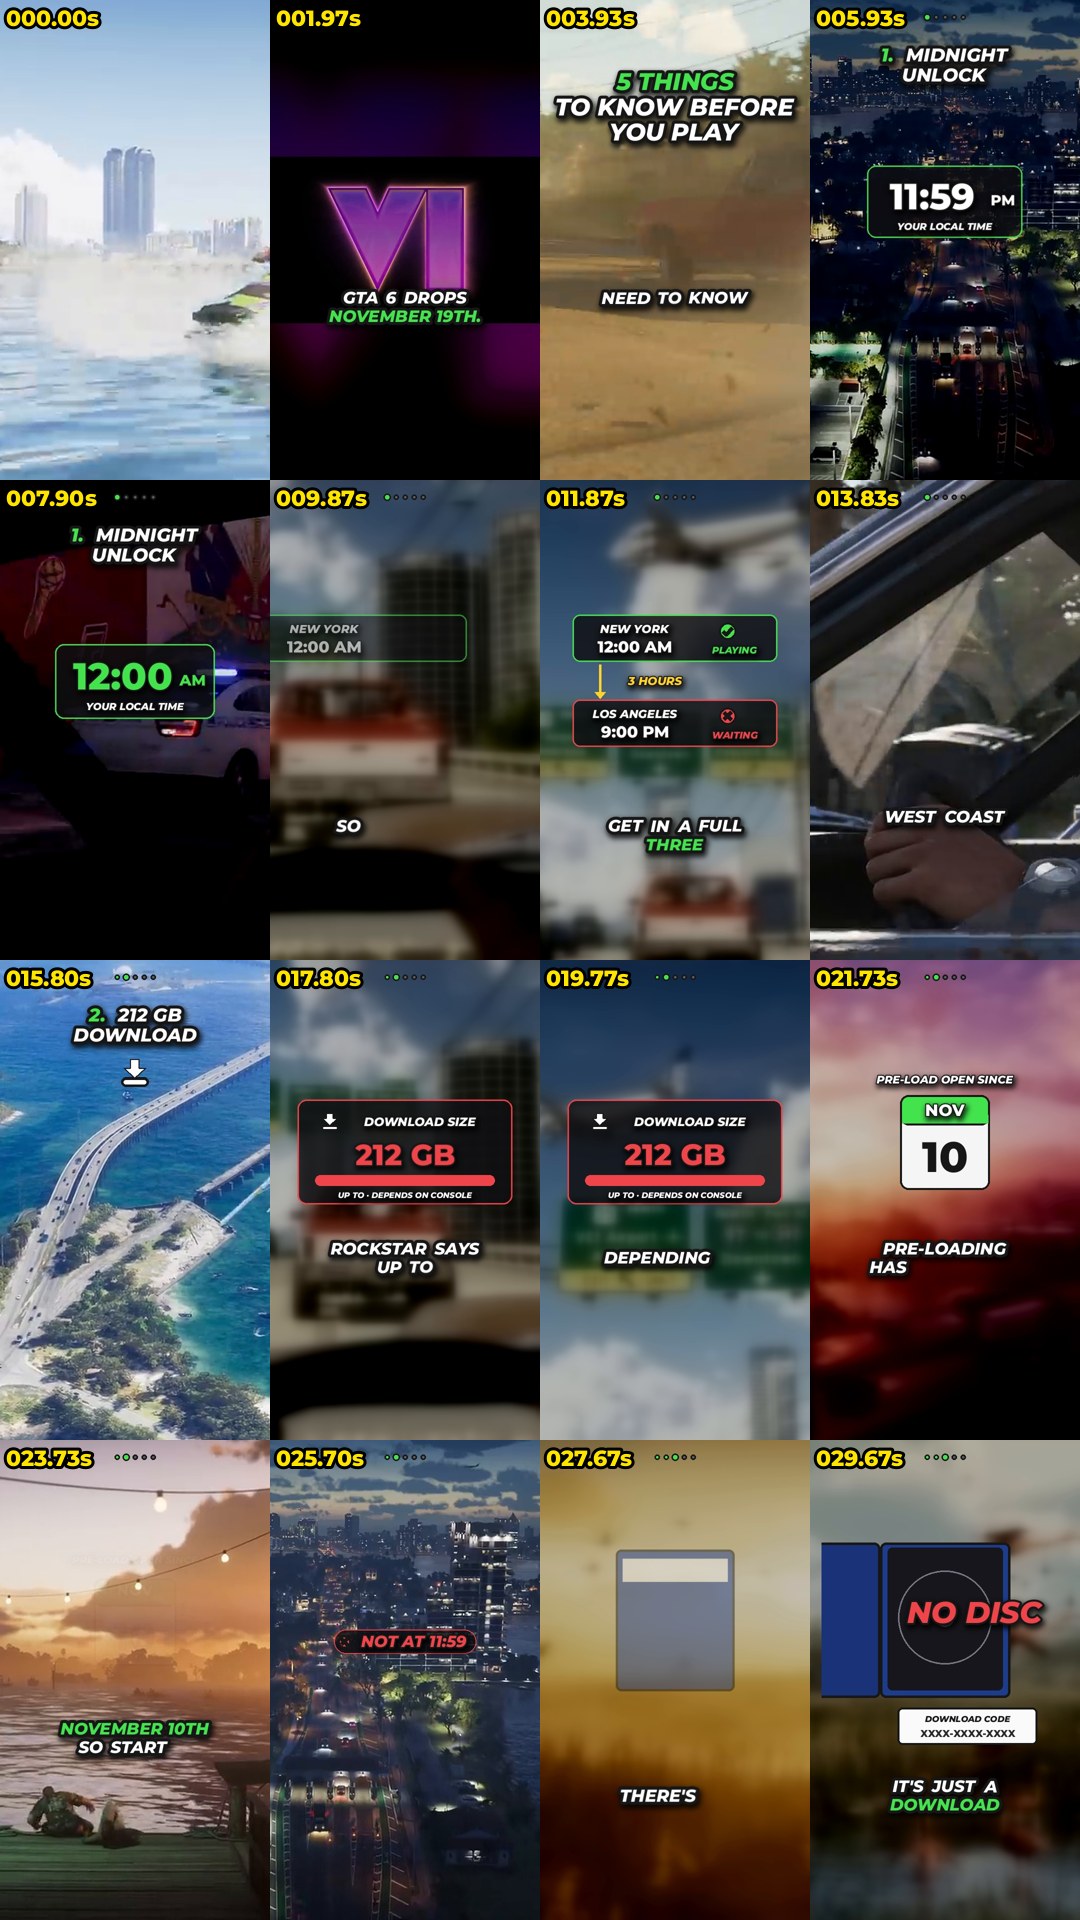 000.00s
001.97s
VI
GTA 6 DROPS
NOVEMBER 19TH.
003.93s
5 THINGS
TO KNOW BEFORE
YOU PLAY
NEED TO KNOW
005.93s
1. MIDNIGHT
UNLOCK
11:59 PM
YOUR LOCAL TIME
007.90s
1. MIDNIGHT
UNLOCK
12:00 AM
YOUR LOCAL TIME
009.87s
NEW YORK
12:00 AM
SO
011.87s
NEW YORK
12:00 AM
PLAYING
3 HOURS
LOS ANGELES
9:00 PM
WAITING
GET IN A FULL
THREE
013.83s
WEST COAST
015.80s
2. 212 GB
DOWNLOAD
017.80s
DOWNLOAD SIZE
212 GB
UP TO · DEPENDS ON CONSOLE
ROCKSTAR SAYS
UP TO
019.77s
DOWNLOAD SIZE
212 GB
UP TO · DEPENDS ON CONSOLE
DEPENDING
021.73s
PRE-LOAD OPEN SINCE
NOV
10
PRE-LOADING
HAS
023.73s
NOVEMBER 10TH
SO START
025.70s
NOT AT 11:59
027.67s
THERE'S
029.67s
NO DISC
DOWNLOAD CODE
XXXX-XXXX-XXXX
IT'S JUST A
DOWNLOAD